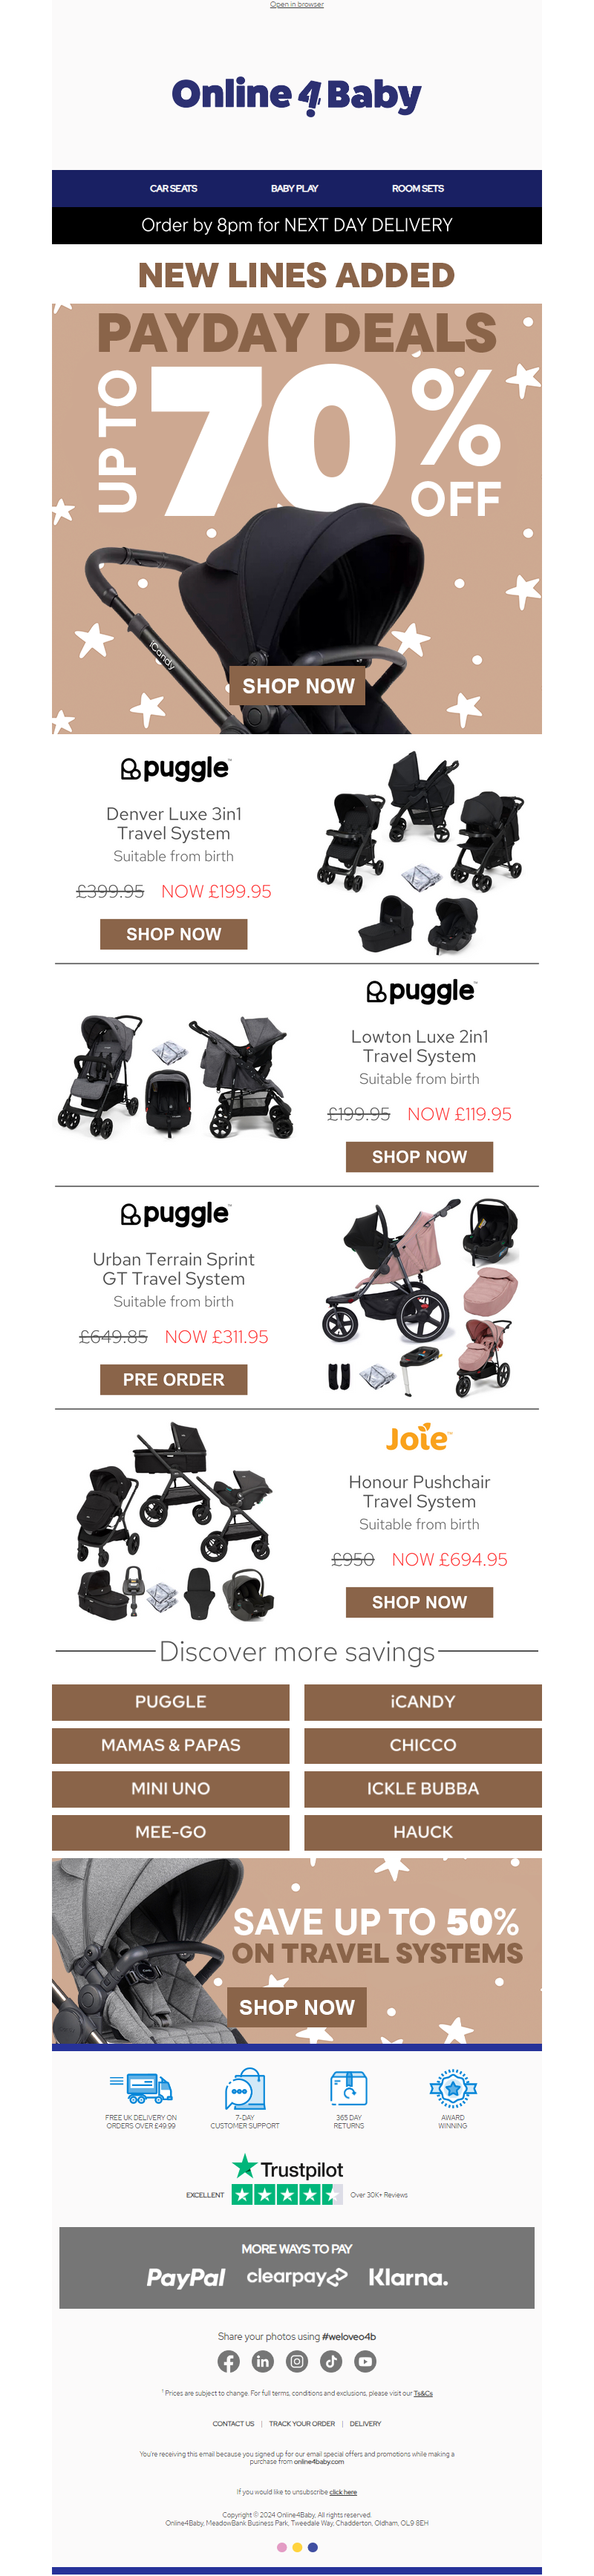 Open in browser
Online4Baby
CAR SEATS BABY PLAY ROOM SETS
Order by 8pm for NEXT DAY DELIVERY
NEW LINES ADDED
PAYDAY DEALS
UP TO 70% OFF
iCandy
SHOP NOW
puggle™
Denver Luxe 3in1
Travel System
Suitable from birth
£399.95 NOW £199.95
SHOP NOW
puggle™
Lowton Luxe 2in1
Travel System
Suitable from birth
£199.95 NOW £119.95
SHOP NOW
puggle™
Urban Terrain Sprint
GT Travel System
Suitable from birth
£649.85 NOW £311.95
PRE ORDER
Joie™
Honour Pushchair
Travel System
Suitable from birth
£950 NOW £694.95
SHOP NOW
Discover more savings
PUGGLE iCANDY
MAMAS & PAPAS CHICCO
MINI UNO ICKLE BUBBA
MEE-GO HAUCK
SAVE UP TO 50%
ON TRAVEL SYSTEMS
SHOP NOW
FREE UK DELIVERY ON
ORDERS OVER £49.99
7-DAY
CUSTOMER SUPPORT
365 DAY
RETURNS
AWARD
WINNING
Trustpilot
EXCELLENT Over 30K+ Reviews
MORE WAYS TO PAY
PayPal clearpay Klarna.
Share your photos using #weloveo4b
* Prices are subject to change. For full terms, conditions and exclusions, please visit our Ts&Cs
CONTACT US | TRACK YOUR ORDER | DELIVERY
You're receiving this email because you signed up for our email special offers and promotions while making a
purchase from online4baby.com
If you would like to unsubscribe click here
Copyright © 2024 Online4Baby, All rights reserved.
Online4Baby, MeadowBank Business Park, Tweedale Way, Chadderton, Oldham, OL9 8EH